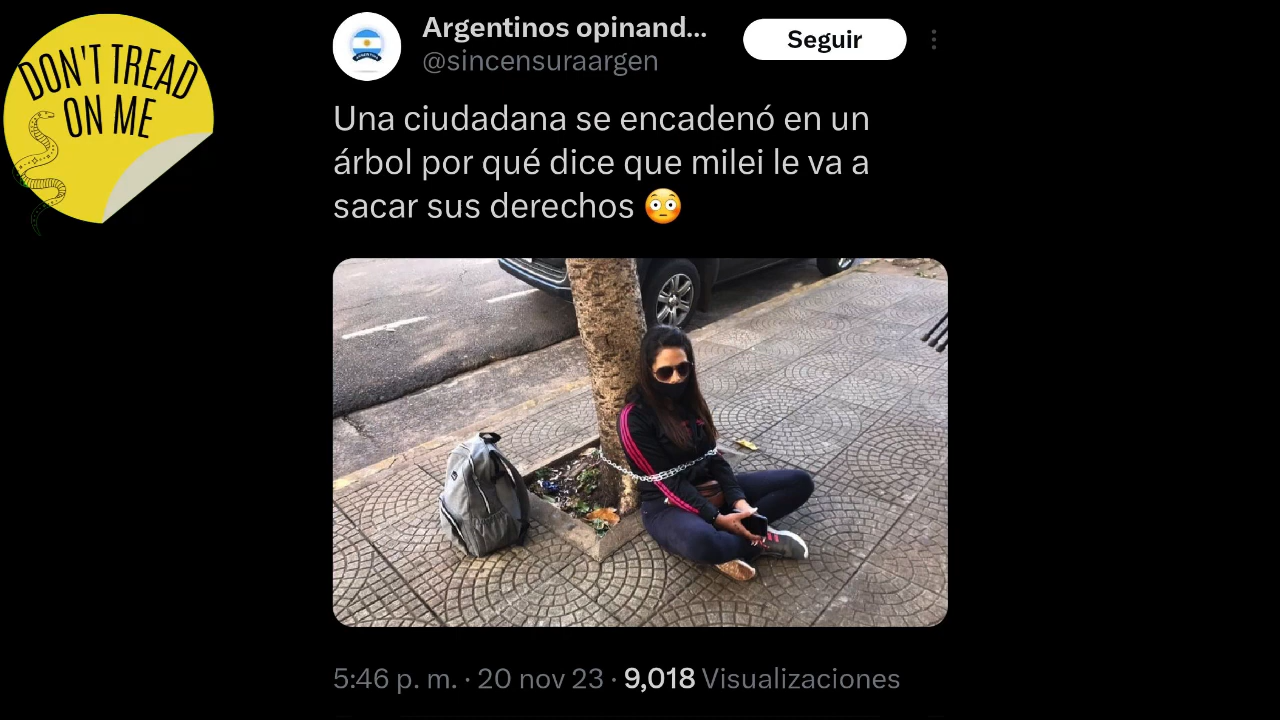 DON'T TREAD
ON ME
Argentinos opinand...
@sincensuraargen
Seguir
Una ciudadana se encadenó en un
árbol por qué dice que milei le va a
sacar sus derechos 😳
5:46 p. m. · 20 nov 23 · 9,018 Visualizaciones